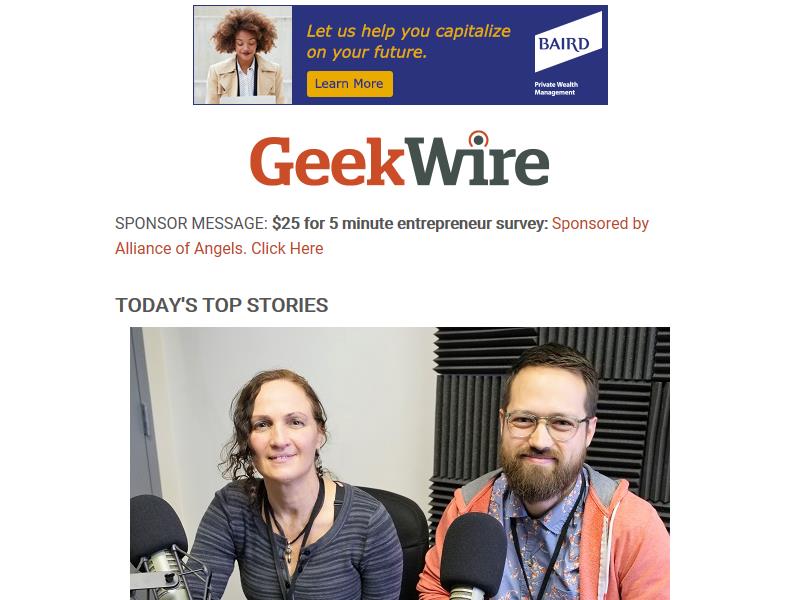 Let us help you capitalize
on your future.
Learn More
BAIRD
Private Wealth
Management
GeekWire
SPONSOR MESSAGE: $25 for 5 minute entrepreneur survey: Sponsored by
Alliance of Angels. Click Here
TODAY'S TOP STORIES